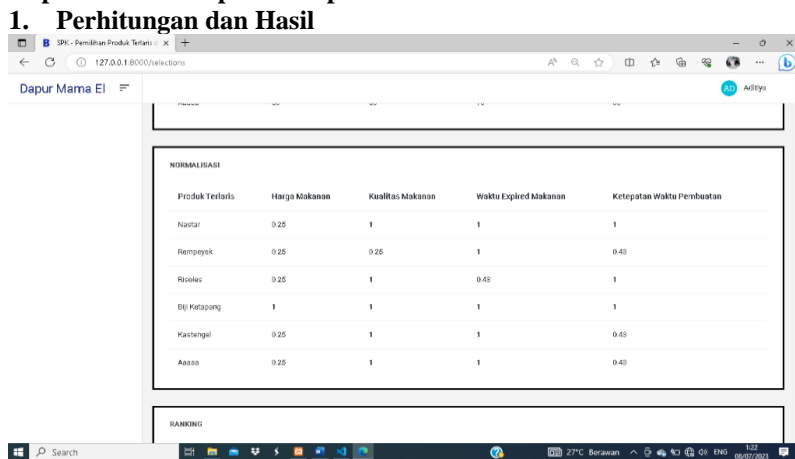 1. Perhitungan dan Hasil
SPK - Pemilihan Produk Terlaris
127.0.0.1:8000/selections
Dapur Mama El
AD Aditya
NORMALISASI
Produk Terlaris Harga Makanan Kualitas Makanan Waktu Expired Makanan Ketepatan Waktu Pembuatan
Nastar 0.25 1 1 1
Rempeyek 0.25 0.25 1 0.43
Risoles 0.25 1 0.43 1
Biji Ketapang 1 1 1 1
Kastengel 0.25 1 1 0.43
Aaaaa 0.25 1 1 0.43
RANKING
Search
27°C Berawan ENG 1:22
08/07/2023